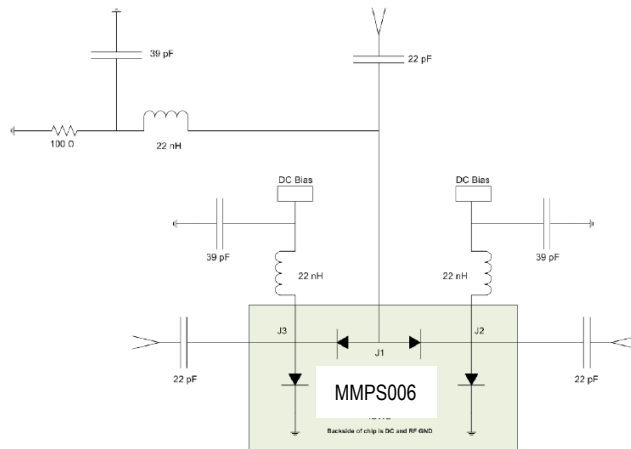 39 pF
22 pF
100 Ω
22 nH
DC Bias
DC Bias
39 pF
22 nH
22 nH
39 pF
J3
J1
J2
22 pF
22 pF
MMPS006
Backside of chip is DC and RF GND